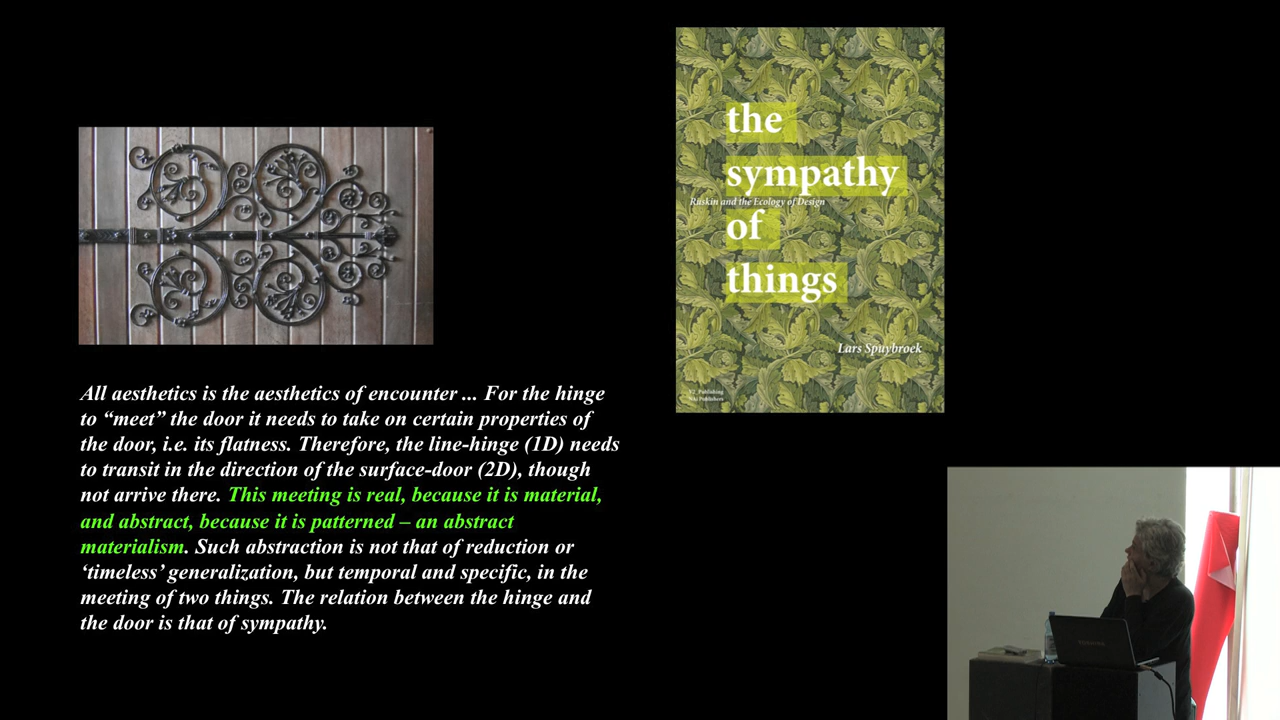 All aesthetics is the aesthetics of encounter ... For the hinge
to “meet” the door it needs to take on certain properties of
the door, i.e. its flatness. Therefore, the line-hinge (1D) needs
to transit in the direction of the surface-door (2D), though
not arrive there. This meeting is real, because it is material,
and abstract, because it is patterned – an abstract
materialism. Such abstraction is not that of reduction or
‘timeless’ generalization, but temporal and specific, in the
meeting of two things. The relation between the hinge and
the door is that of sympathy.
the
sympathy
Ruskin and the Ecology of Design
of
things
Lars Spuybroek
V2_Publishing
NAi Publishers